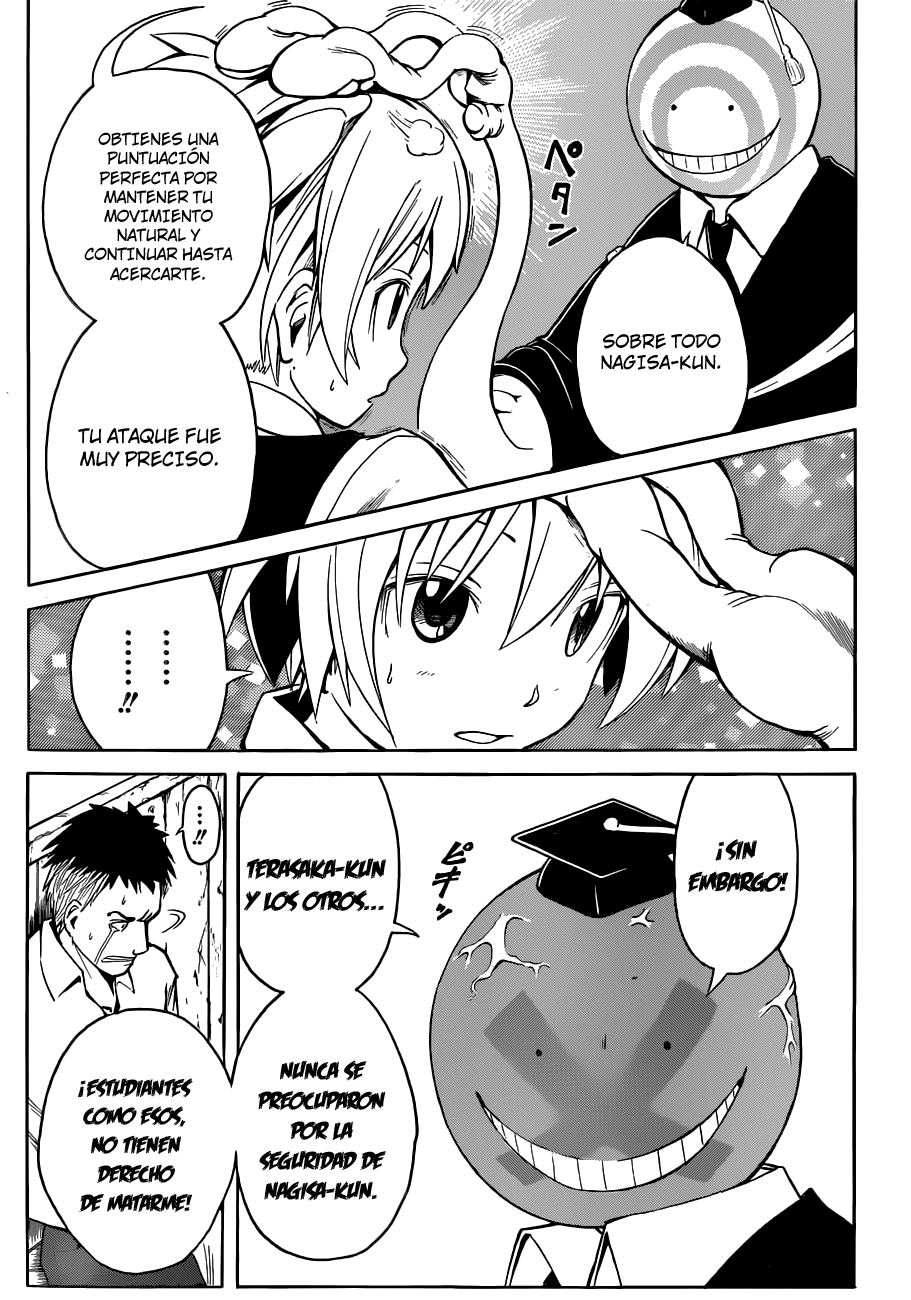 SOBRE TODO
NAGISA-KUN.
ペタン
OBTIENES UNA
PUNTUACIÓN
PERFECTA POR
MANTENER TU
MOVIMIENTO
NATURAL Y
CONTINUAR HASTA
ACERCARTE.
TU ATAQUE FUE
MUY PRECISO.
......
......!!
¡SIN
EMBARGO!
ピキッ
TERASAKA-KUN
Y LOS OTROS...
NUNCA SE
PREOCUPARON
POR LA
SEGURIDAD DE
NAGISA-KUN.
....!!
¡ESTUDIANTES
COMO ESOS,
NO TIENEN
DERECHO
DE MATARME!